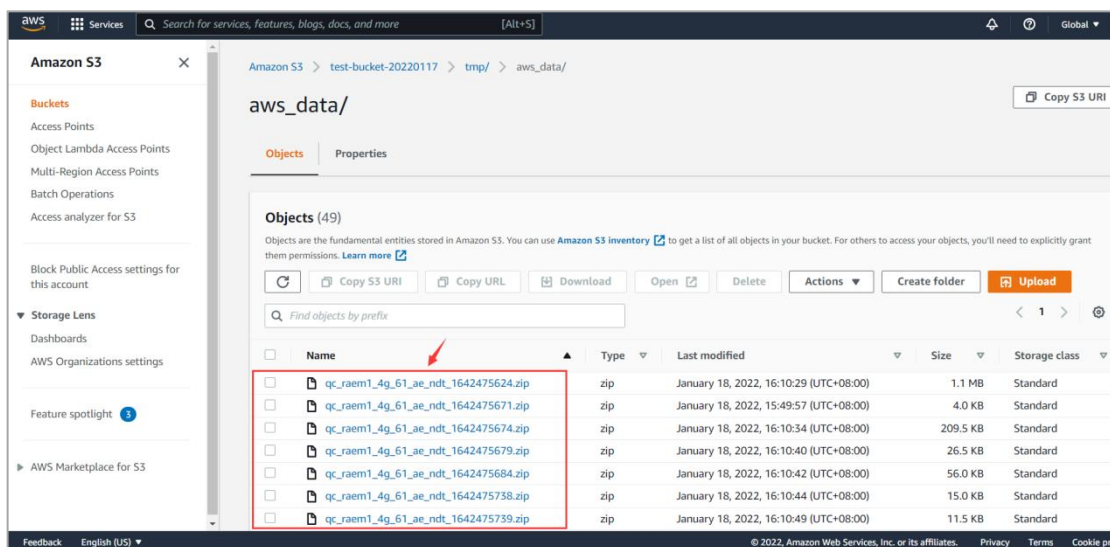 aws Services Search for services, features, blogs, docs, and more [Alt+S] Global
Amazon S3
Buckets
Access Points
Object Lambda Access Points
Multi-Region Access Points
Batch Operations
Access analyzer for S3
Block Public Access settings for
this account
Storage Lens
Dashboards
AWS Organizations settings
Feature spotlight 3
AWS Marketplace for S3
Amazon S3 > test-bucket-20220117 > tmp/ > aws_data/
aws_data/
Copy S3 URI
Objects Properties
Objects (49)
Objects are the fundamental entities stored in Amazon S3. You can use Amazon S3 inventory to get a list of all objects in your bucket. For others to access your objects, you'll need to explicitly grant
them permissions. Learn more
Copy S3 URI Copy URL Download Open Delete Actions Create folder Upload
Find objects by prefix < 1 >
Name Type Last modified Size Storage class
qc_raem1_4g_61_ae_ndt_1642475624.zip zip January 18, 2022, 16:10:29 (UTC+08:00) 1.1 MB Standard
qc_raem1_4g_61_ae_ndt_1642475671.zip zip January 18, 2022, 15:49:57 (UTC+08:00) 4.0 KB Standard
qc_raem1_4g_61_ae_ndt_1642475674.zip zip January 18, 2022, 16:10:34 (UTC+08:00) 209.5 KB Standard
qc_raem1_4g_61_ae_ndt_1642475679.zip zip January 18, 2022, 16:10:40 (UTC+08:00) 26.5 KB Standard
qc_raem1_4g_61_ae_ndt_1642475684.zip zip January 18, 2022, 16:10:42 (UTC+08:00) 56.0 KB Standard
qc_raem1_4g_61_ae_ndt_1642475738.zip zip January 18, 2022, 16:10:44 (UTC+08:00) 15.0 KB Standard
qc_raem1_4g_61_ae_ndt_1642475739.zip zip January 18, 2022, 16:10:49 (UTC+08:00) 11.5 KB Standard
Feedback English (US) © 2022, Amazon Web Services, Inc. or its affiliates. Privacy Terms Cookie